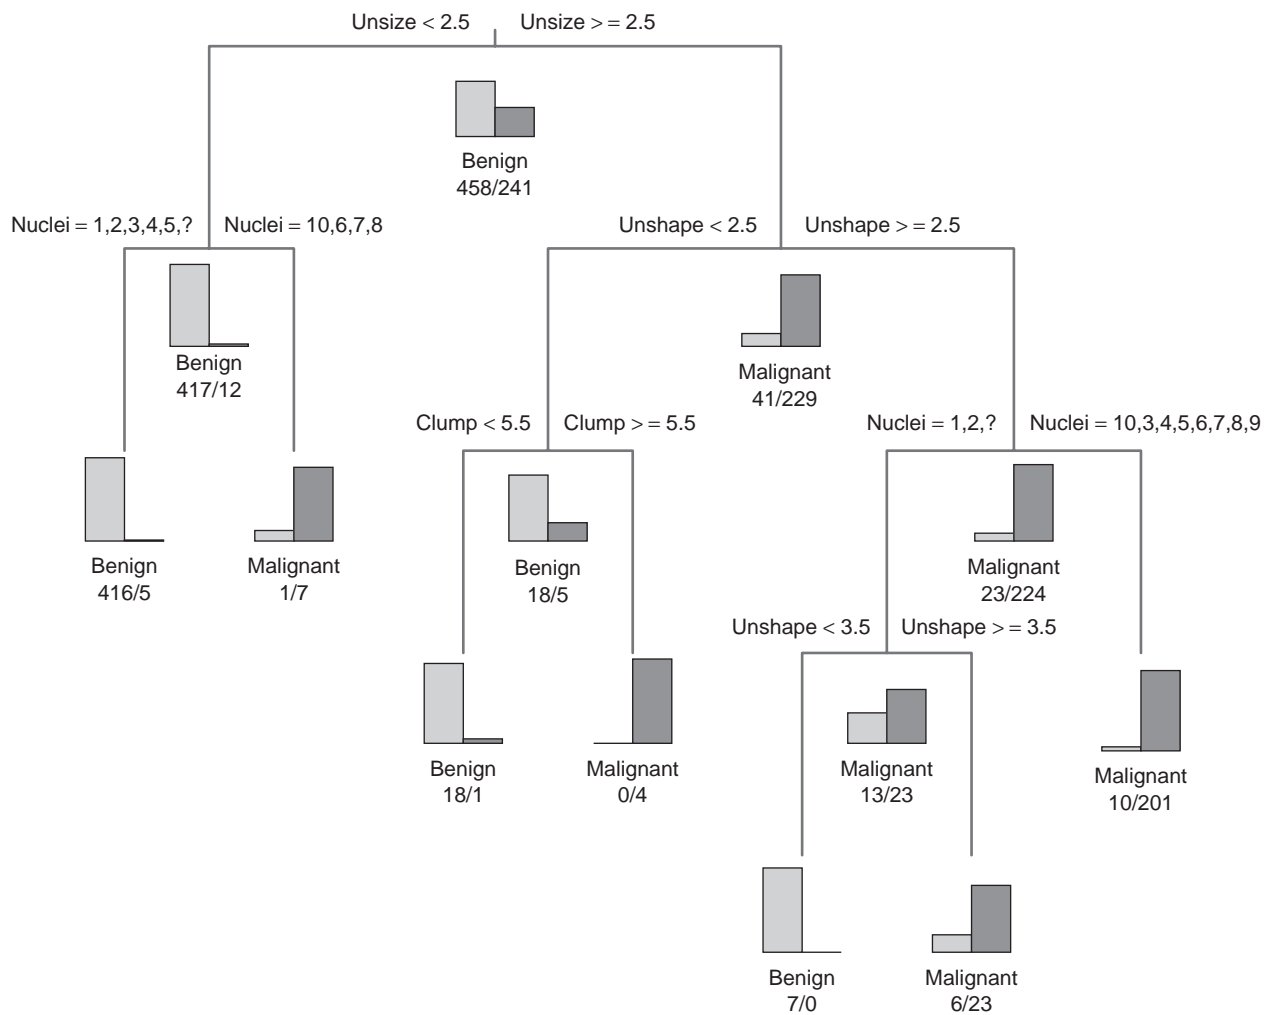 Unsize < 2.5 Unsize >= 2.5
Benign
458/241
Nuclei = 1,2,3,4,5,? Nuclei = 10,6,7,8
Unshape < 2.5 Unshape >= 2.5
Benign
417/12
Malignant
41/229
Clump < 5.5 Clump >= 5.5
Nuclei = 1,2,? Nuclei = 10,3,4,5,6,7,8,9
Benign
416/5
Malignant
1/7
Benign
18/5
Malignant
23/224
Unshape < 3.5 Unshape >= 3.5
Benign
18/1
Malignant
0/4
Malignant
13/23
Malignant
10/201
Benign
7/0
Malignant
6/23